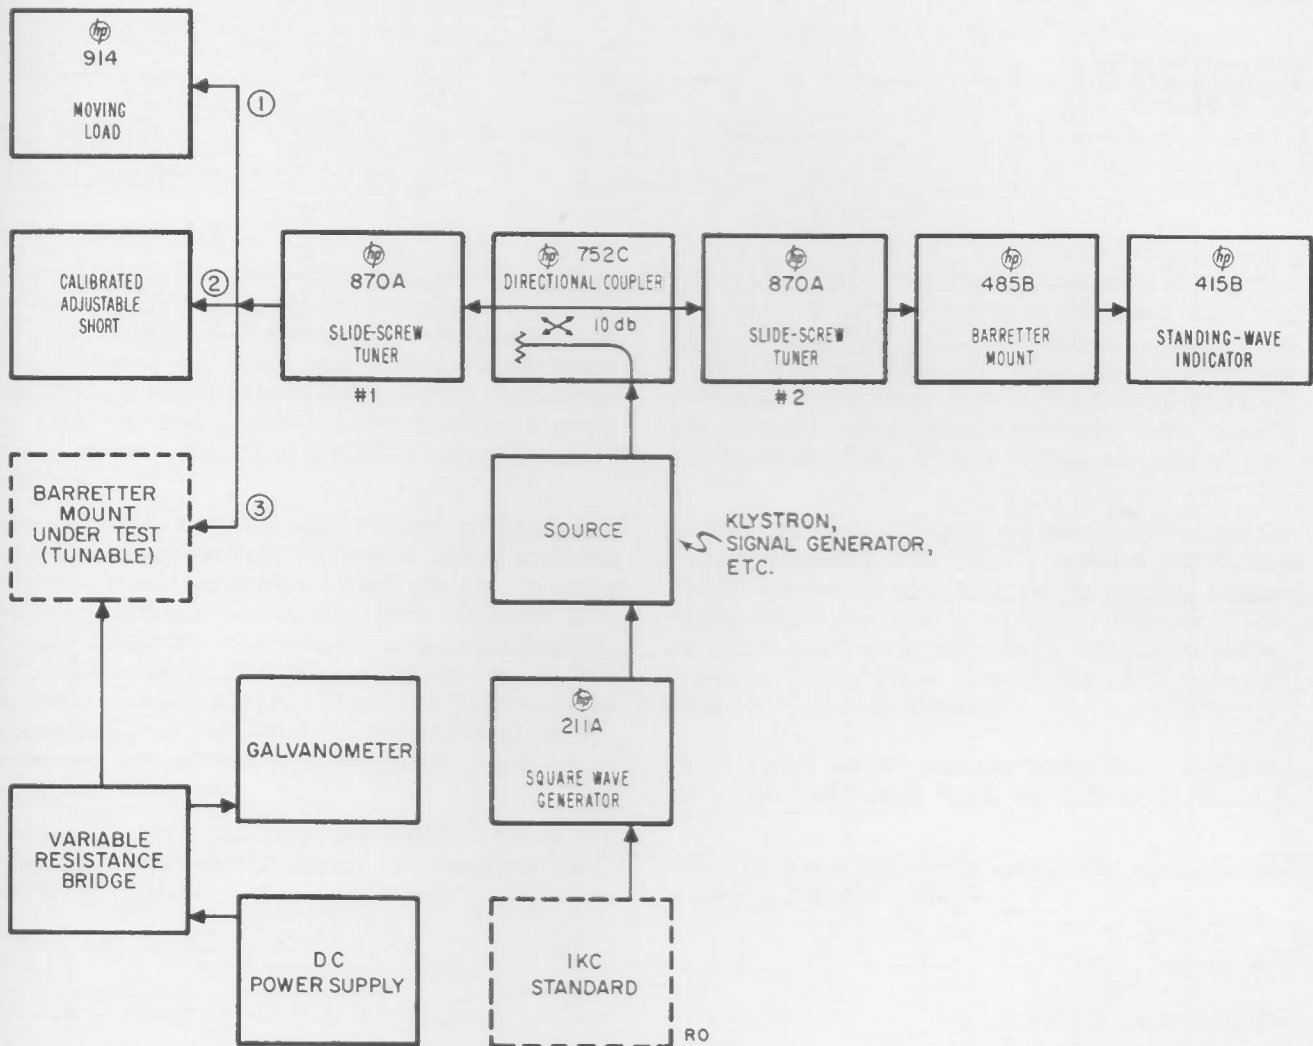 hp
914
MOVING
LOAD
①
CALIBRATED
ADJUSTABLE
SHORT
②
hp
870A
SLIDE-SCREW
TUNER
#1
hp 752C
DIRECTIONAL COUPLER
10 db
hp
870A
SLIDE-SCREW
TUNER
#2
hp
485B
BARRETTER
MOUNT
hp
415B
STANDING-WAVE
INDICATOR
BARRETTER
MOUNT
UNDER TEST
(TUNABLE)
③
SOURCE
KLYSTRON,
SIGNAL GENERATOR,
ETC.
GALVANOMETER
hp
211A
SQUARE WAVE
GENERATOR
VARIABLE
RESISTANCE
BRIDGE
DC
POWER SUPPLY
1KC
STANDARD
RO